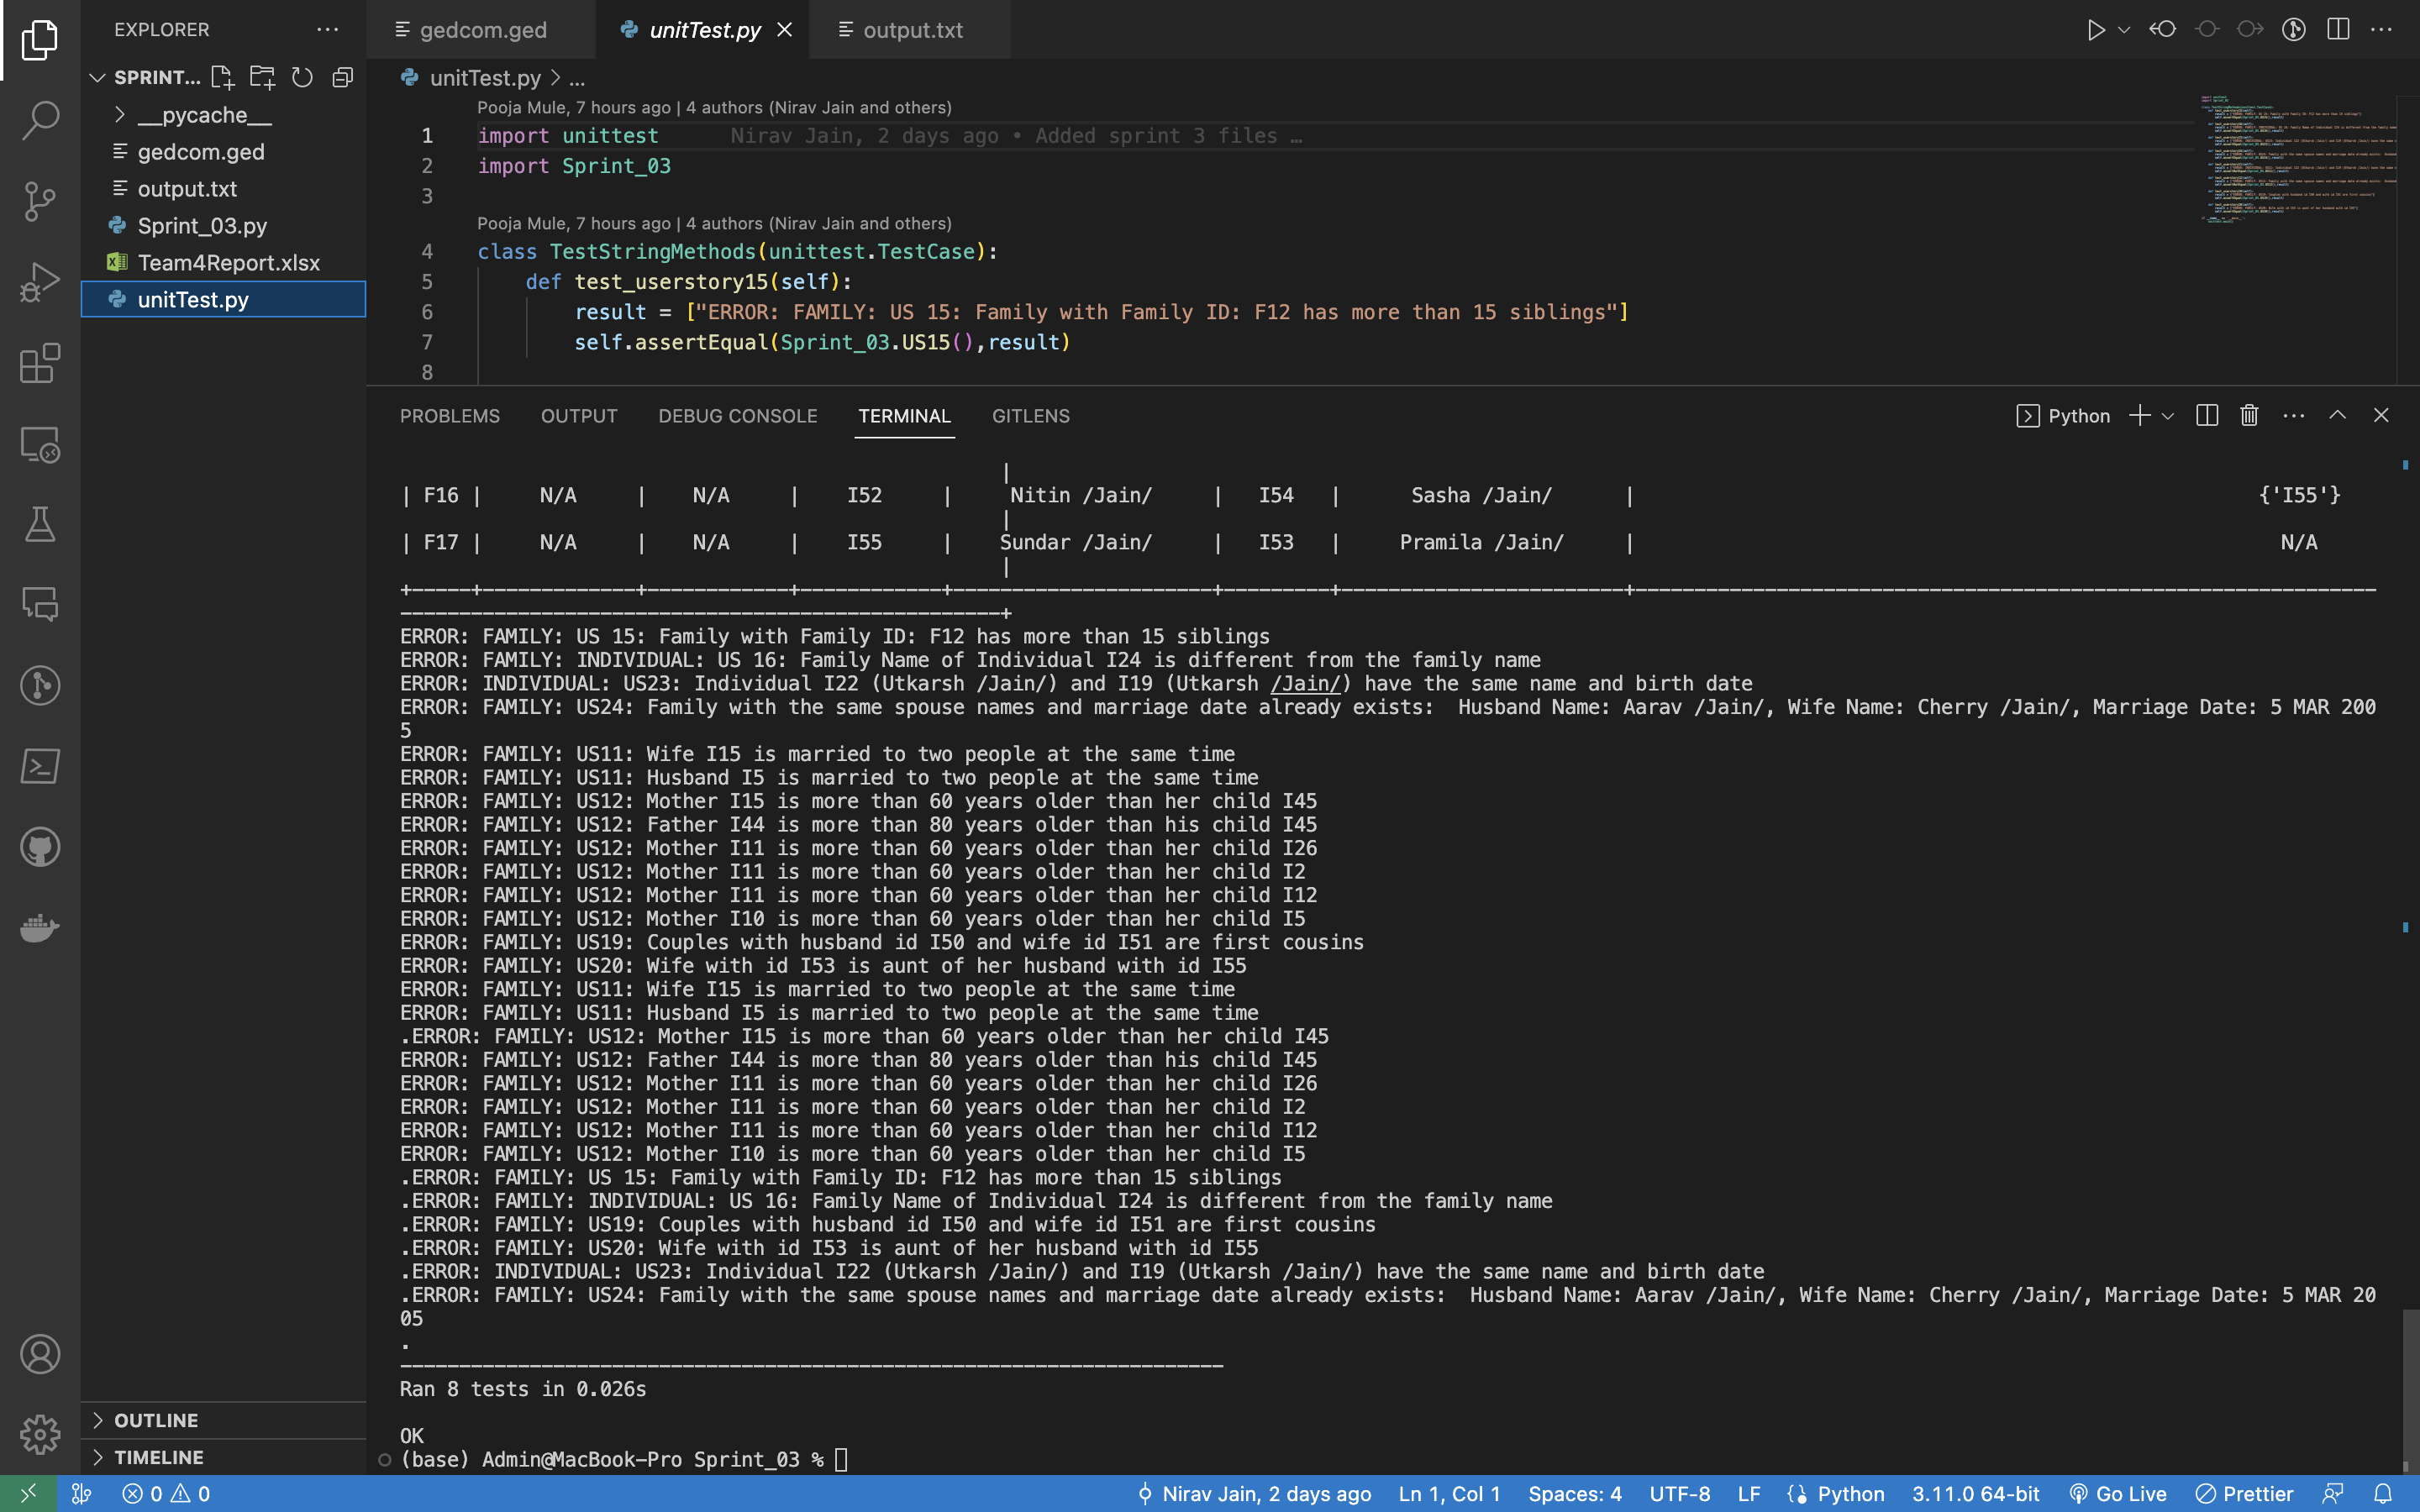 EXPLORER
SPRINT...
__pycache__
gedcom.ged
output.txt
Sprint_03.py
Team4Report.xlsx
unitTest.py
OUTLINE
TIMELINE
gedcom.ged
unitTest.py
output.txt
unitTest.py > ...
Pooja Mule, 7 hours ago | 4 authors (Nirav Jain and others)
1 import unittest Nirav Jain, 2 days ago • Added sprint 3 files …
2 import Sprint_03
3
Pooja Mule, 7 hours ago | 4 authors (Nirav Jain and others)
4 class TestStringMethods(unittest.TestCase):
5 def test_userstory15(self):
6 result = ["ERROR: FAMILY: US 15: Family with Family ID: F12 has more than 15 siblings"]
7 self.assertEqual(Sprint_03.US15(),result)
8
PROBLEMS OUTPUT DEBUG CONSOLE TERMINAL GITLENS
Python
|
| F16 | N/A | N/A | I52 | Nitin /Jain/ | I54 | Sasha /Jain/ | {'I55'}
|
| F17 | N/A | N/A | I55 | Sundar /Jain/ | I53 | Pramila /Jain/ | N/A
|
ERROR: FAMILY: US 15: Family with Family ID: F12 has more than 15 siblings
ERROR: FAMILY: INDIVIDUAL: US 16: Family Name of Individual I24 is different from the family name
ERROR: INDIVIDUAL: US23: Individual I22 (Utkarsh /Jain/) and I19 (Utkarsh /Jain/) have the same name and birth date
ERROR: FAMILY: US24: Family with the same spouse names and marriage date already exists:  Husband Name: Aarav /Jain/, Wife Name: Cherry /Jain/, Marriage Date: 5 MAR 200
5
ERROR: FAMILY: US11: Wife I15 is married to two people at the same time
ERROR: FAMILY: US11: Husband I5 is married to two people at the same time
ERROR: FAMILY: US12: Mother I15 is more than 60 years older than her child I45
ERROR: FAMILY: US12: Father I44 is more than 80 years older than his child I45
ERROR: FAMILY: US12: Mother I11 is more than 60 years older than her child I26
ERROR: FAMILY: US12: Mother I11 is more than 60 years older than her child I2
ERROR: FAMILY: US12: Mother I11 is more than 60 years older than her child I12
ERROR: FAMILY: US12: Mother I10 is more than 60 years older than her child I5
ERROR: FAMILY: US19: Couples with husband id I50 and wife id I51 are first cousins
ERROR: FAMILY: US20: Wife with id I53 is aunt of her husband with id I55
ERROR: FAMILY: US11: Wife I15 is married to two people at the same time
ERROR: FAMILY: US11: Husband I5 is married to two people at the same time
.ERROR: FAMILY: US12: Mother I15 is more than 60 years older than her child I45
ERROR: FAMILY: US12: Father I44 is more than 80 years older than his child I45
ERROR: FAMILY: US12: Mother I11 is more than 60 years older than her child I26
ERROR: FAMILY: US12: Mother I11 is more than 60 years older than her child I2
ERROR: FAMILY: US12: Mother I11 is more than 60 years older than her child I12
ERROR: FAMILY: US12: Mother I10 is more than 60 years older than her child I5
.ERROR: FAMILY: US 15: Family with Family ID: F12 has more than 15 siblings
.ERROR: FAMILY: INDIVIDUAL: US 16: Family Name of Individual I24 is different from the family name
.ERROR: FAMILY: US19: Couples with husband id I50 and wife id I51 are first cousins
.ERROR: FAMILY: US20: Wife with id I53 is aunt of her husband with id I55
.ERROR: INDIVIDUAL: US23: Individual I22 (Utkarsh /Jain/) and I19 (Utkarsh /Jain/) have the same name and birth date
.ERROR: FAMILY: US24: Family with the same spouse names and marriage date already exists:  Husband Name: Aarav /Jain/, Wife Name: Cherry /Jain/, Marriage Date: 5 MAR 20
05
.
Ran 8 tests in 0.026s
OK
(base) Admin@MacBook-Pro Sprint_03 %
0 0 Nirav Jain, 2 days ago Ln 1, Col 1 Spaces: 4 UTF-8 LF Python 3.11.0 64-bit Go Live Prettier